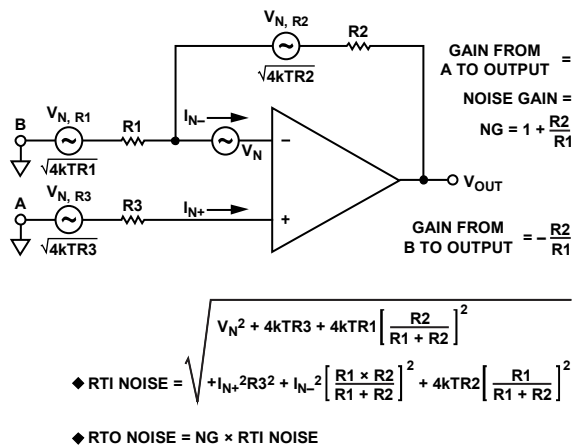 V_N, R2
R2
√4kTR2
GAIN FROM
A TO OUTPUT =
NOISE GAIN =
NG = 1 + R2/R1
B
V_N, R1
R1
I_N–
√4kTR1
V_N
–
A
V_N, R3
R3
I_N+
√4kTR3
+
V_OUT
GAIN FROM
B TO OUTPUT = – R2/R1
◆ RTI NOISE = √ V_N² + 4kTR3 + 4kTR1 [R2/(R1 + R2)]²
+I_N+²R3² + I_N–² [(R1 × R2)/(R1 + R2)]² + 4kTR2 [R1/(R1 + R2)]²
◆ RTO NOISE = NG × RTI NOISE